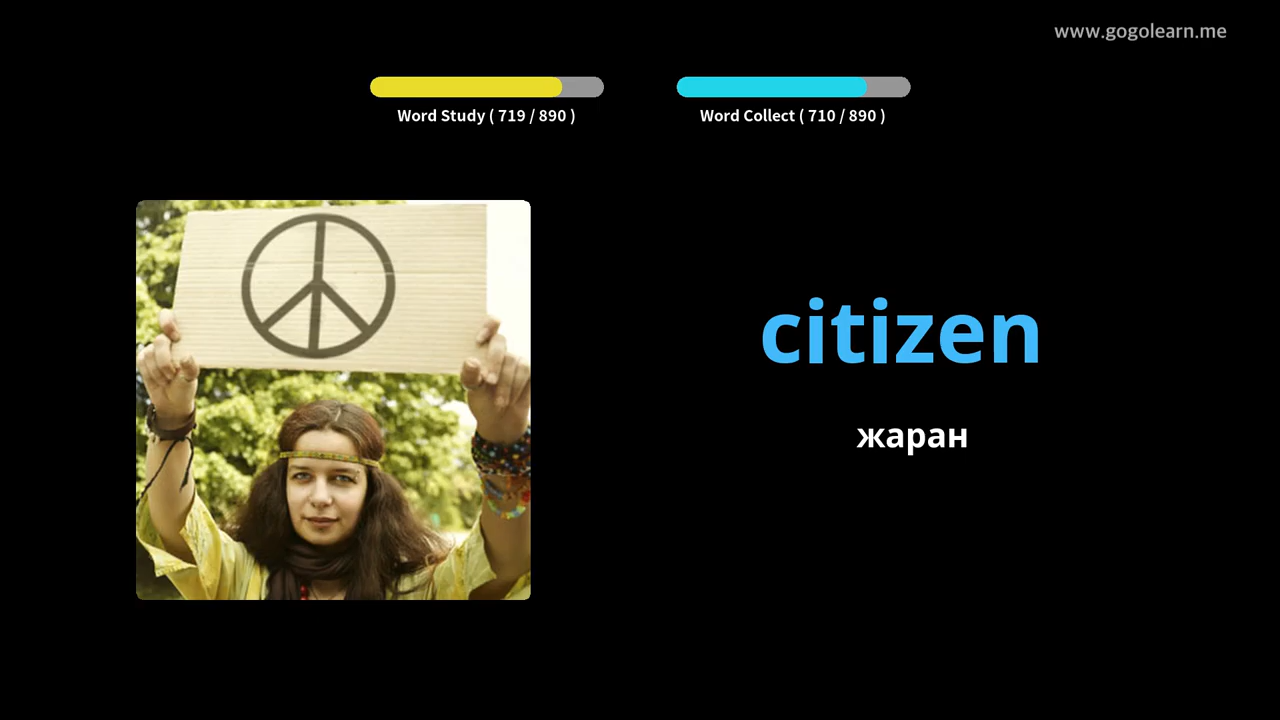 www.gogolearn.me
Word Study ( 719 / 890 )
Word Collect ( 710 / 890 )
citizen
жаран